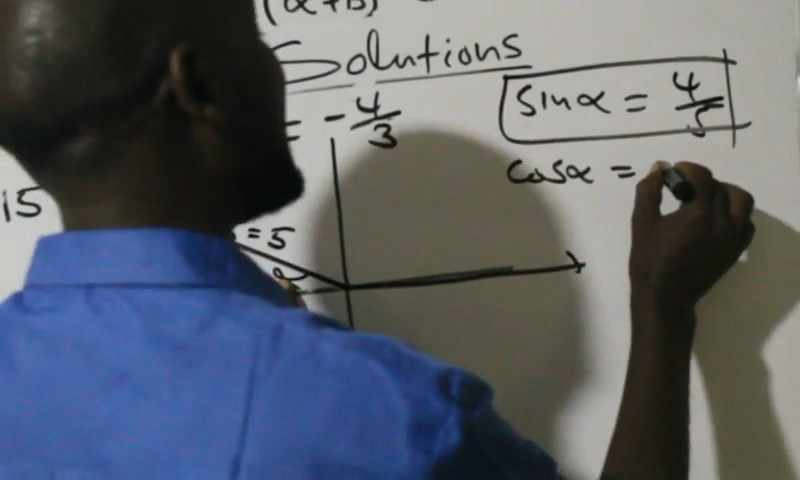 (α+B)
Solutions
= -4/3
sinα = 4/5
cosα =
15
= 5